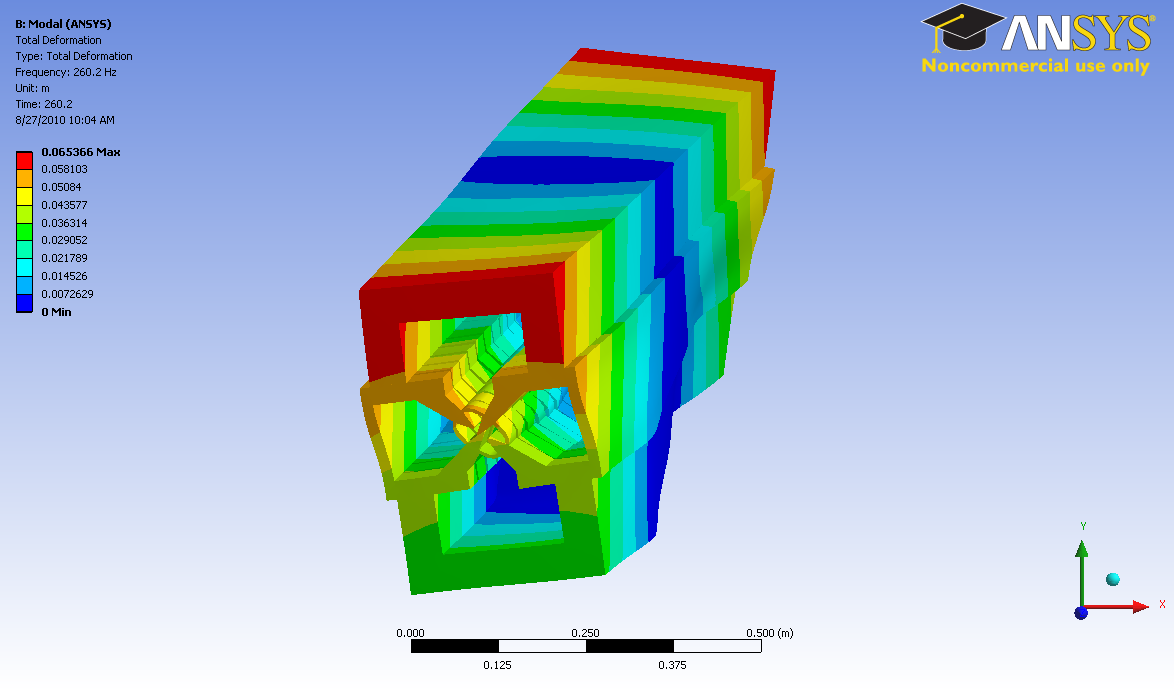 B: Modal (ANSYS)
Total Deformation
Type: Total Deformation
Frequency: 260.2 Hz
Unit: m
Time: 260.2
8/27/2010 10:04 AM
0.065366 Max
0.058103
0.05084
0.043577
0.036314
0.029052
0.021789
0.014526
0.0072629
0 Min
ANSYS®
Noncommercial use only
Y
X
0.000 0.250 0.500 (m)
0.125 0.375